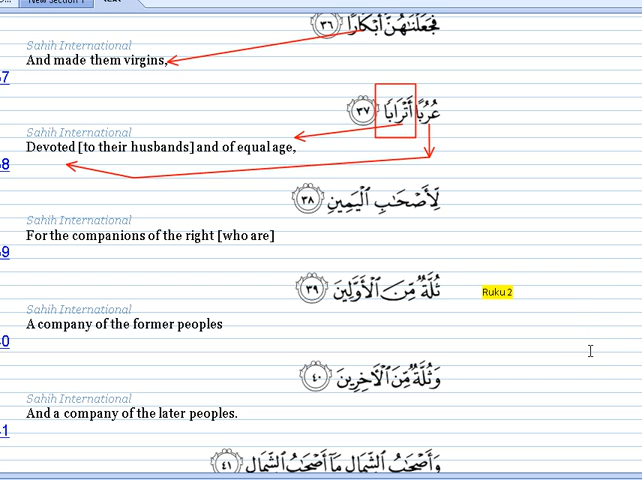 New Section 1
فَجَعَلْنَٰهُنَّ أَبْكَارًا ٣٦
Sahih International
And made them virgins,
عُرُبًا أَتْرَابًا ٣٧
Sahih International
Devoted [to their husbands] and of equal age,
لِّأَصْحَٰبِ ٱلْيَمِينِ ٣٨
Sahih International
For the companions of the right [who are]
ثُلَّةٌ مِّنَ ٱلْأَوَّلِينَ ٣٩
Ruku 2
Sahih International
A company of the former peoples
وَثُلَّةٌ مِّنَ ٱلْءَاخِرِينَ ٤٠
Sahih International
And a company of the later peoples.
وَأَصْحَٰبُ ٱلشِّمَالِ مَآ أَصْحَٰبُ ٱلشِّمَالِ ٤١